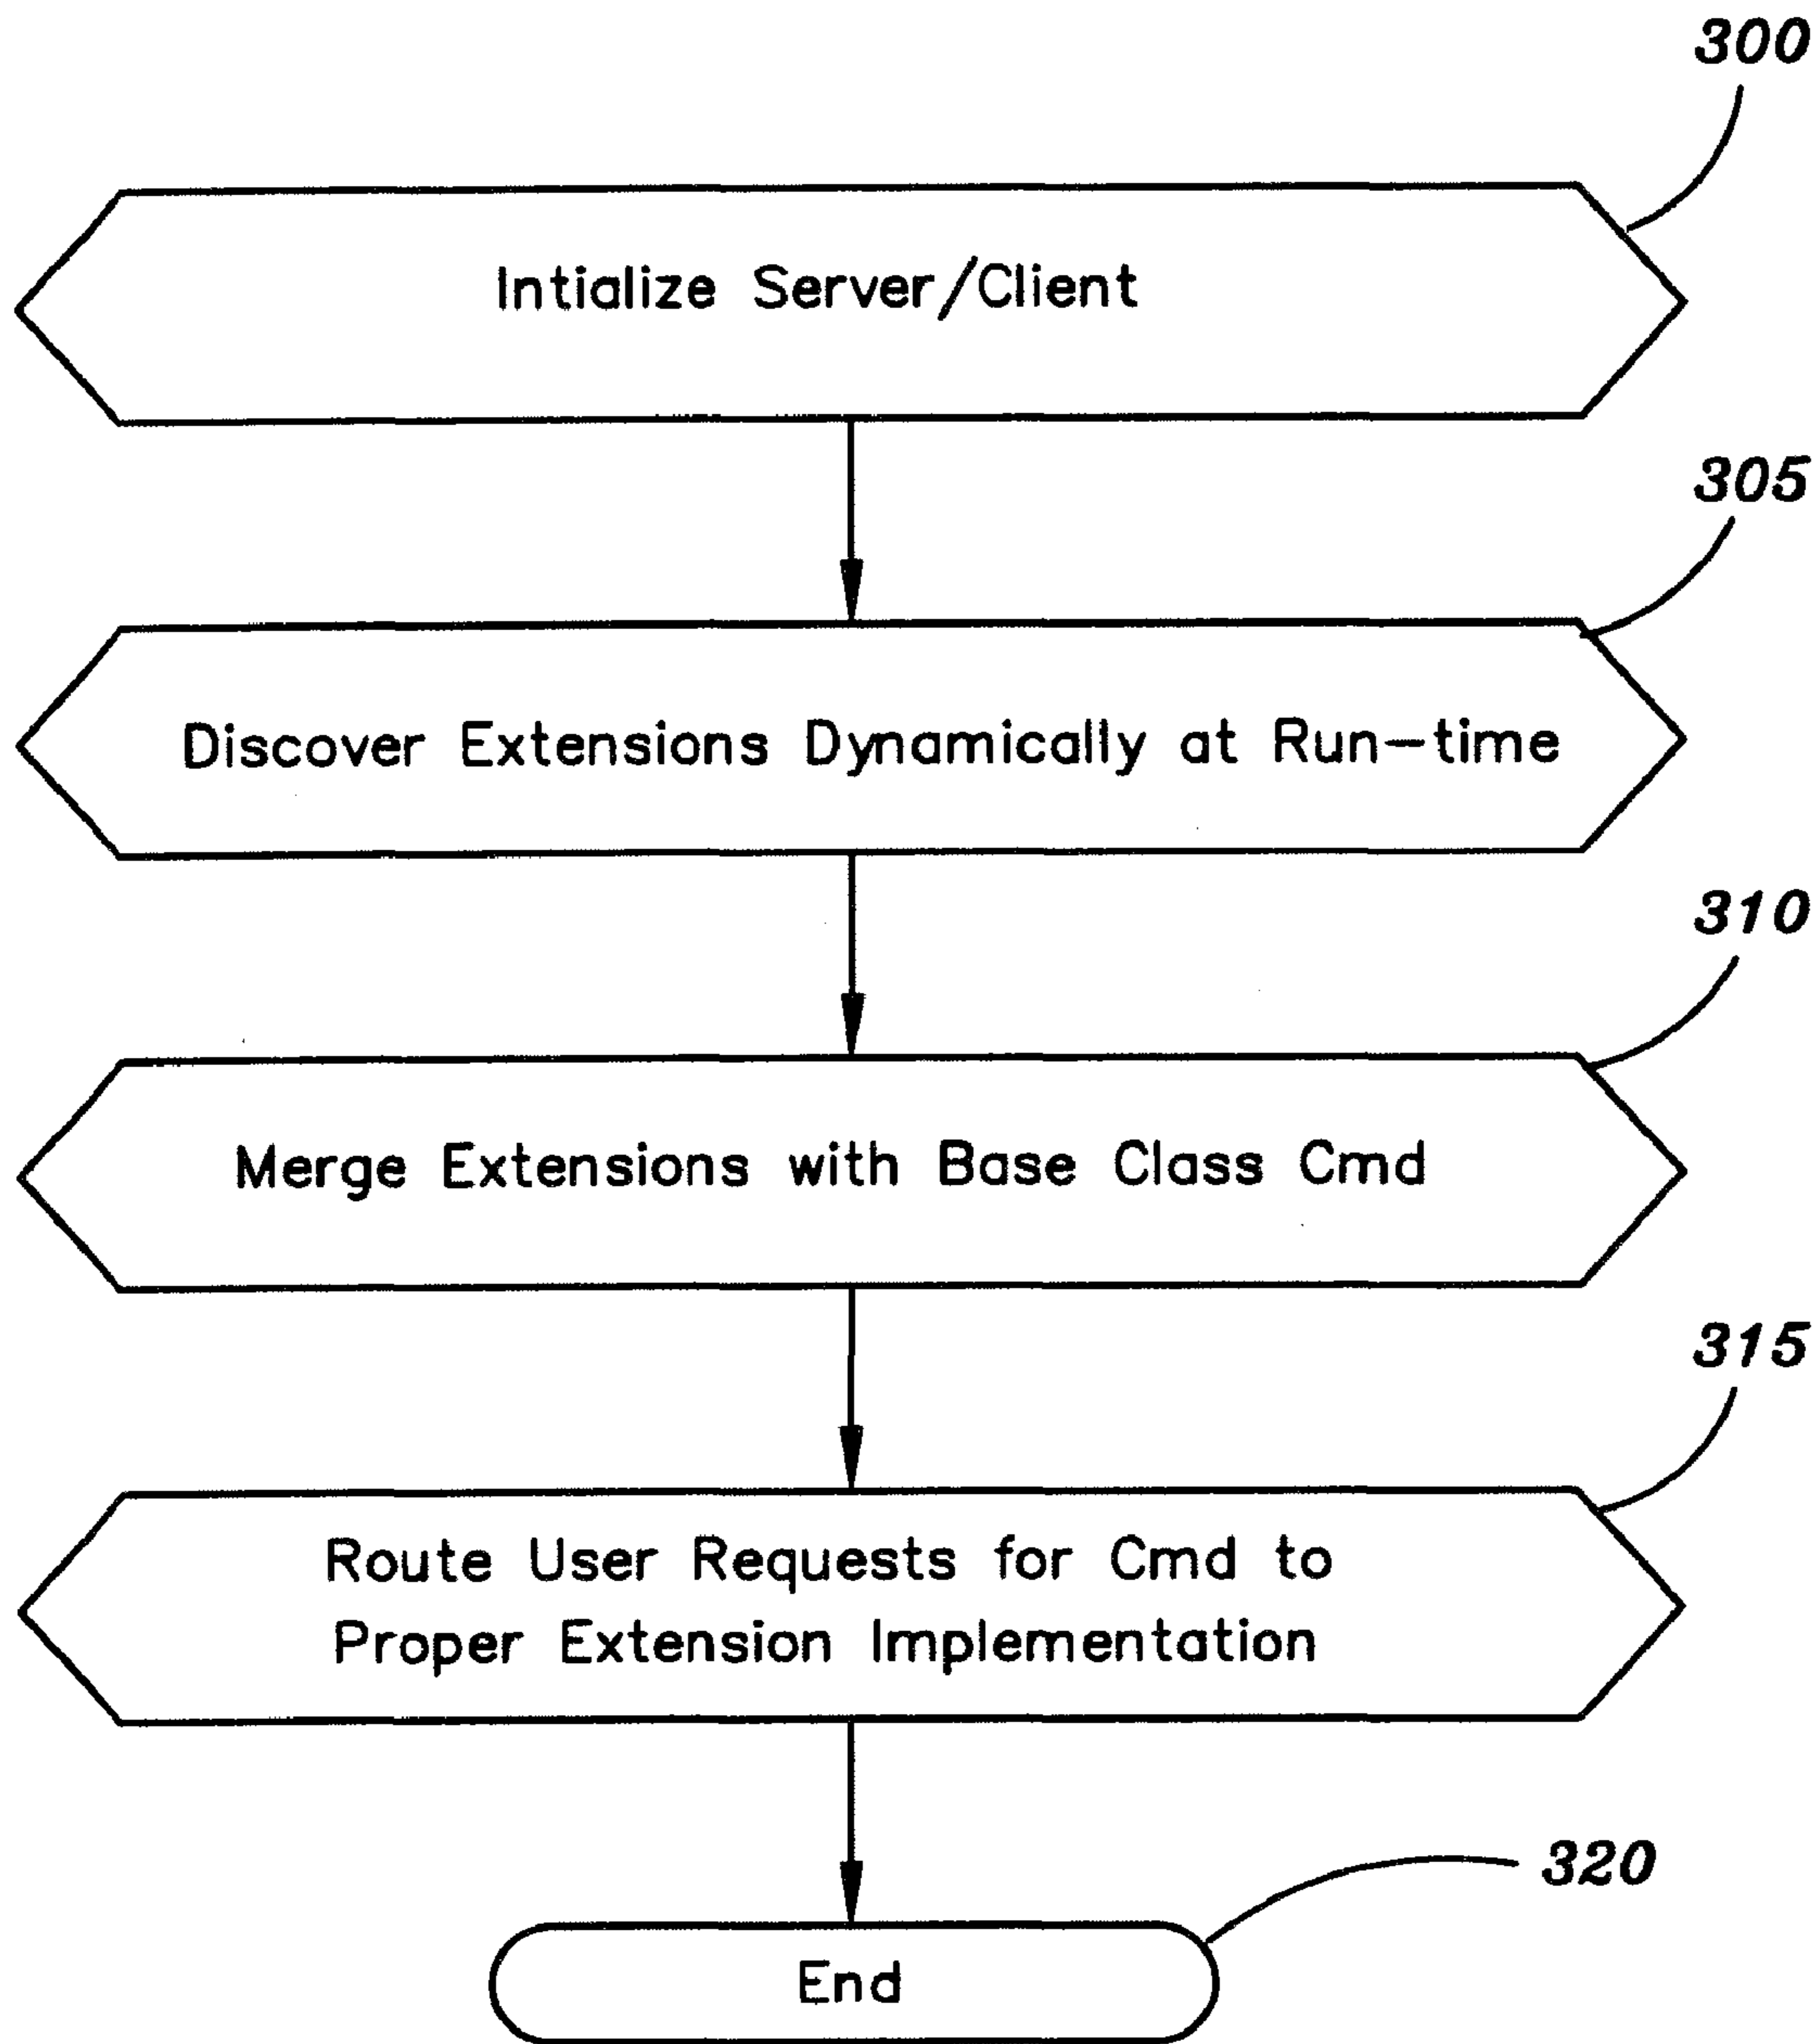 300
Intialize Server/Client
305
Discover Extensions Dynamically at Run-time
310
Merge Extensions with Base Class Cmd
315
Route User Requests for Cmd to
Proper Extension Implementation
320
End